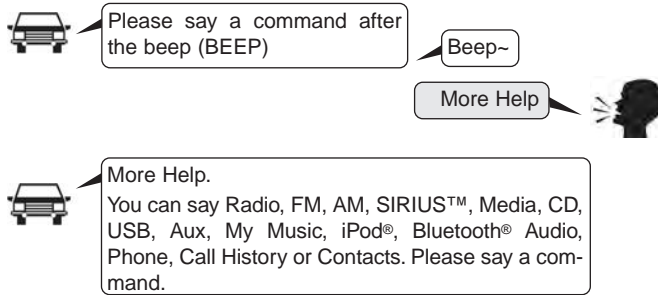 Please say a command after
the beep (BEEP)
Beep~
More Help
More Help.
You can say Radio, FM, AM, SIRIUS™, Media, CD,
USB, Aux, My Music, iPod®, Bluetooth® Audio,
Phone, Call History or Contacts. Please say a com-
mand.